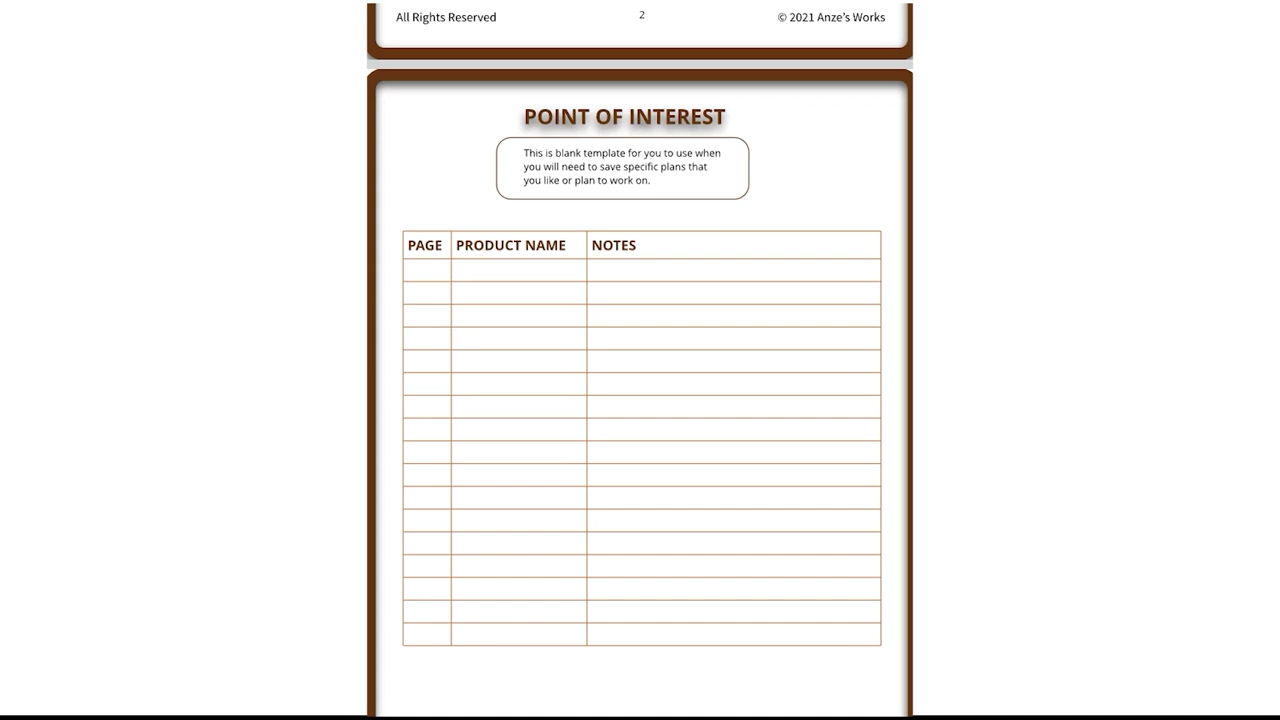 All Rights Reserved 2 © 2021 Anze's Works
POINT OF INTEREST
This is blank template for you to use when
you will need to save specific plans that
you like or plan to work on.
PAGE PRODUCT NAME NOTES